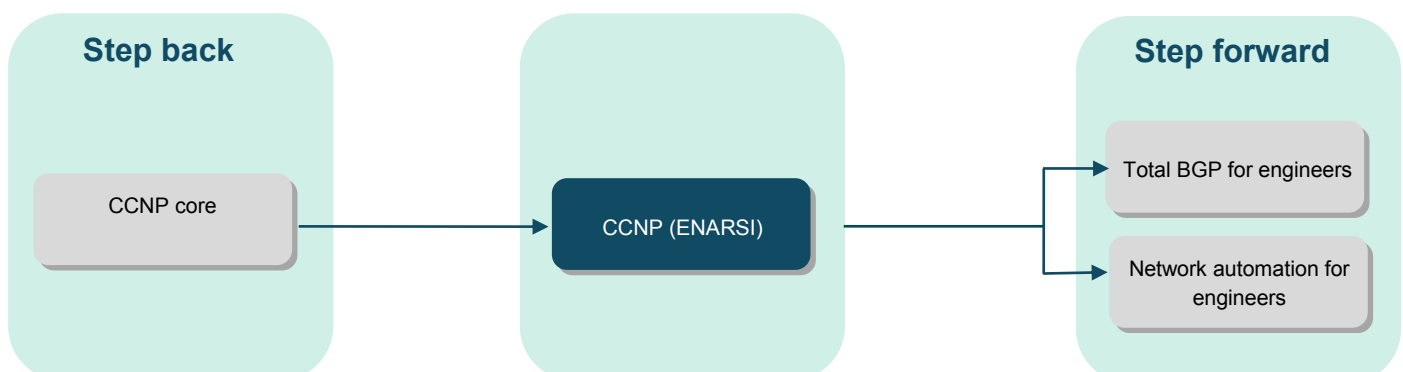 Step back
CCNP core
CCNP (ENARSI)
Step forward
Total BGP for engineers
Network automation for
engineers